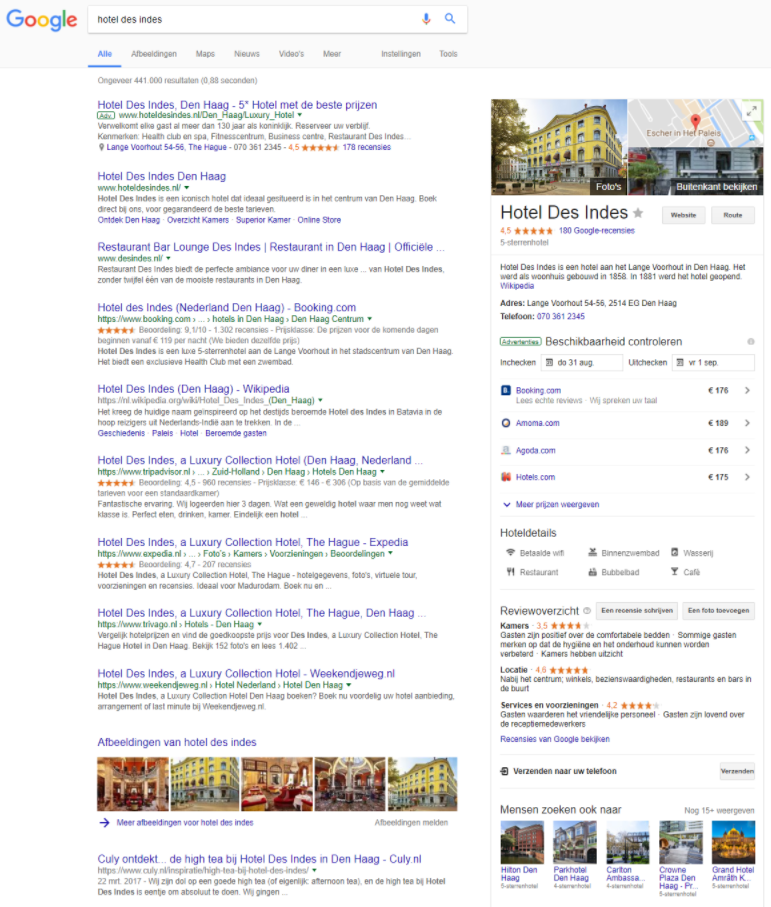 Google
hotel des indes
Alle Afbeeldingen Maps Nieuws Video's Meer Instellingen Tools
Ongeveer 441.000 resultaten (0,88 seconden)
Hotel Des Indes, Den Haag - 5* Hotel met de beste prijzen
Adv. www.hoteldesindes.nl/Den_Haag/Luxury_Hotel
Verwelkomt elke gast al meer dan 130 jaar als koninklijk. Reserveer uw verblijf.
Kenmerken: Health club en spa, Fitnesscentrum, Business centre, Restaurant Des Indes...
Lange Voorhout 54-56, The Hague - 070 361 2345 - 4,5 178 recensies
Hotel Des Indes Den Haag
www.hoteldesindes.nl/
Hotel Des Indes is een iconisch hotel dat ideaal gesitueerd is in het centrum van Den Haag. Boek
direct bij ons, voor gegarandeerd de beste tarieven.
Ontdek Den Haag · Overzicht Kamers · Superior Kamer · Online Store
Restaurant Bar Lounge Des Indes | Restaurant in Den Haag | Officiële ...
www.desindes.nl/
Restaurant Des Indes biedt de perfecte ambiance voor uw diner in een luxe ... van Hotel Des Indes,
zonder twijfel één van de mooiste restaurants in Den Haag.
Hotel des Indes (Nederland Den Haag) - Booking.com
https://www.booking.com › ... › hotels in Den Haag › Den Haag Centrum
Beoordeling: 9,1/10 - 1.302 recensies - Prijsklasse: De prijzen voor de komende dagen
beginnen vanaf € 119 per nacht (We bieden dezelfde prijs)
Hotel Des Indes is een luxe 5-sterrenhotel aan de Lange Voorhout in het stadscentrum van Den Haag.
Het biedt een exclusieve Health Club met een zwembad.
Hotel Des Indes (Den Haag) - Wikipedia
https://nl.wikipedia.org/wiki/Hotel_Des_Indes_(Den_Haag)
Het kreeg de huidige naam geïnspireerd op het destijds beroemde Hotel des Indes in Batavia in de
hoop reizigers uit Nederlands-Indië aan te trekken. In de ...
Geschiedenis · Paleis · Hotel · Beroemde gasten
Hotel Des Indes, a Luxury Collection Hotel (Den Haag, Nederland ...
https://www.tripadvisor.nl › ... › Zuid-Holland › Den Haag › Hotels Den Haag
Beoordeling: 4,5 - 960 recensies - Prijsklasse: € 146 - € 306 (Op basis van de gemiddelde
tarieven voor een standaardkamer)
Fantastische ervaring. Wij logeerden hier 3 dagen. Wat een geweldig hotel waar men nog weet wat
klasse is. Perfect eten, drinken, kamer. Eindelijk een hotel ...
Hotel Des Indes, a Luxury Collection Hotel, The Hague - Expedia
https://www.expedia.nl › ... › Foto's › Kamers › Voorzieningen › Beoordelingen
Beoordeling: 4,7 - 207 recensies
Hotel Des Indes, a Luxury Collection Hotel, The Hague - hotelgegevens, foto's, virtuele tour,
voorzieningen en recensies. Ideaal voor Madurodam. Boek nu en ...
Hotel Des Indes, a Luxury Collection Hotel, The Hague, Den Haag ...
https://www.trivago.nl › Hotels - Den Haag
Vergelijk hotelprijzen en vind de goedkoopste prijs voor Des Indes, a Luxury Collection Hotel, The
Hague Hotel in Den Haag. Bekijk 152 foto's en lees 1.402 ...
Hotel Des Indes, a Luxury Collection Hotel - Weekendjeweg.nl
https://www.weekendjeweg.nl › Hotel Nederland › Hotel Den Haag
Hotel Des Indes, a Luxury Collection Hotel Den Haag boeken? Boek nu voordelig uw hotel aanbieding,
arrangement of last minute bij Weekendjeweg.nl.
Afbeeldingen van hotel des indes
Meer afbeeldingen voor hotel des indes Afbeeldingen melden
Culy ontdekt... de high tea bij Hotel Des Indes in Den Haag - Culy.nl
https://www.culy.nl/inspiratie/high-tea-bij-hotel-des-indes/
22 mrt. 2017 - Wij zijn dol op een goede high tea (of eigenlijk: afternoon tea), en de high tea bij Hotel
Des Indes is eentje om absoluut te doen. Wij gingen ...
Escher in Het Paleis
Foto's
Buitenkant bekijken
Hotel Des Indes Website Route
4,5 180 Google-recensies
5-sterrenhotel
Hotel Des Indes is een hotel aan het Lange Voorhout in Den Haag. Het
werd als woonhuis gebouwd in 1858. In 1881 werd het hotel geopend.
Wikipedia
Adres: Lange Voorhout 54-56, 2514 EG Den Haag
Telefoon: 070 361 2345
Advertenties Beschikbaarheid controleren
Inchecken do 31 aug. Uitchecken vr 1 sep.
B. Booking.com € 176
Lees echte reviews · Wij spreken uw taal
Amoma.com € 189
Agoda.com € 176
Hotels.com € 175
Meer prijzen weergeven
Hoteldetails
Betaalde wifi Binnenzwembad Wasserij
Restaurant Bubbelbad Café
Reviewoverzicht Een recensie schrijven Een foto toevoegen
Kamers · 3,5
Gasten zijn positief over de comfortabele bedden · Sommige gasten
merken op dat de hygiëne en het onderhoud kunnen worden
verbeterd · Kamers hebben uitzicht
Locatie · 4,6
Nabij het centrum; winkels, bezienswaardigheden, restaurants en bars in
de buurt
Services en voorzieningen · 4,2
Gasten waarderen het vriendelijke personeel · Gasten zijn lovend over
de receptiemedewerkers
Recensies van Google bekijken
Verzenden naar uw telefoon Verzenden
Mensen zoeken ook naar Nog 15+ weergeven
Hilton Den Haag
5-sterrenhotel
Parkhotel Den Haag
4-sterrenhotel
Carlton Ambassa...
4-sterrenhotel
Crowne Plaza Den Haag - Pr...
5-sterrenhotel
Grand Hotel Amrâth K...
5-sterrenhotel